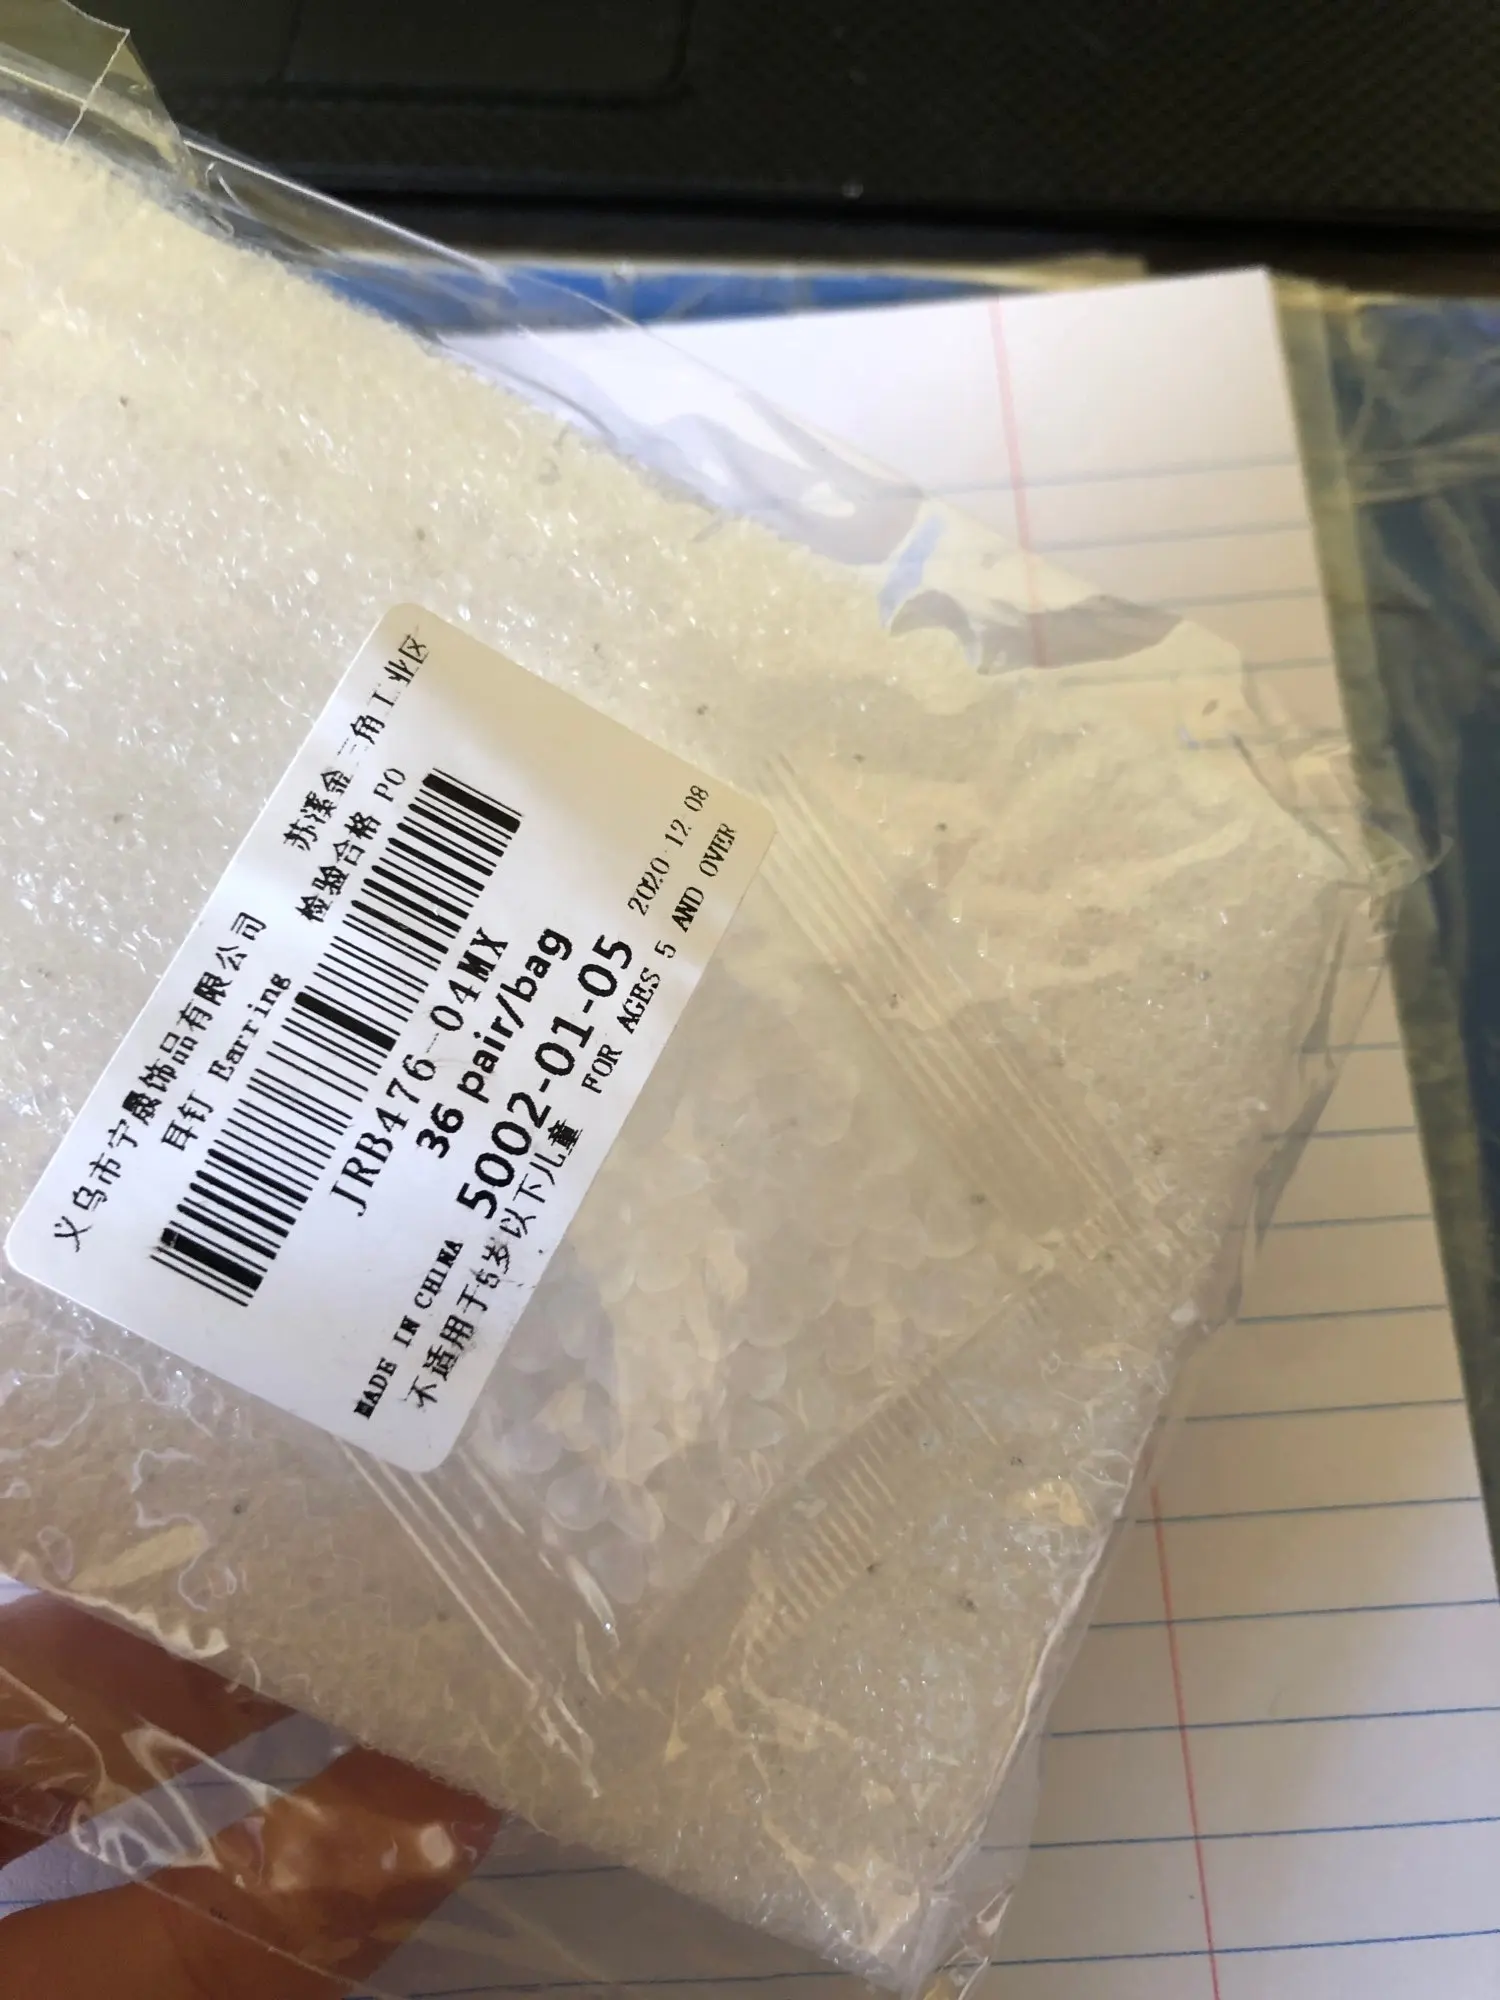 义乌市宁晟饰品有限公司 苏溪金三角工业区
耳钉 Earring 检验合格 PO
JRB476-04MX
36 pair/bag
5002-01-05
MADE IN CHINA 2020 12 08
不适用于5岁以下儿童 FOR AGES 5 AND OVER